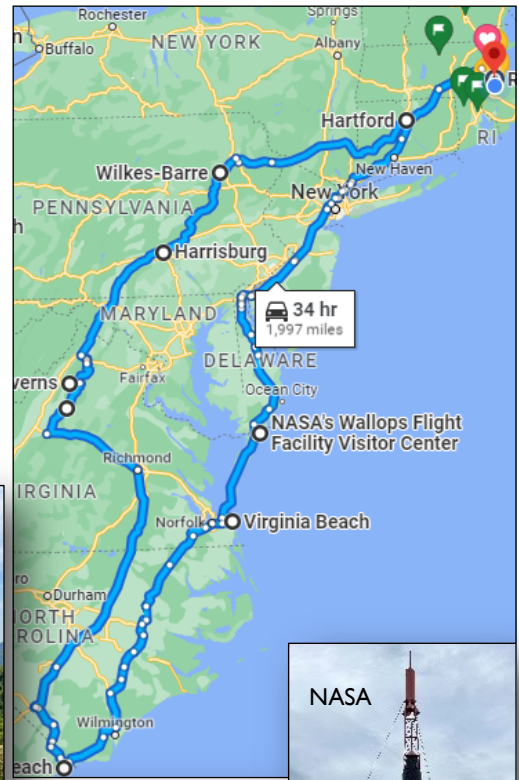 Rochester
Springs
Buffalo
NEW YORK
Albany
Hartford
RI
Wilkes-Barre
New Haven
New York
PENNSYLVANIA
Harrisburg
34 hr
1,997 miles
MARYLAND
DELAWARE
verns
Fairfax
Ocean City
NASA's Wallops Flight
Facility Visitor Center
Richmond
IRGINIA
Norfolk
Virginia Beach
ro
Durham
ORTH
ROLINA
NASA
Wilmington
each